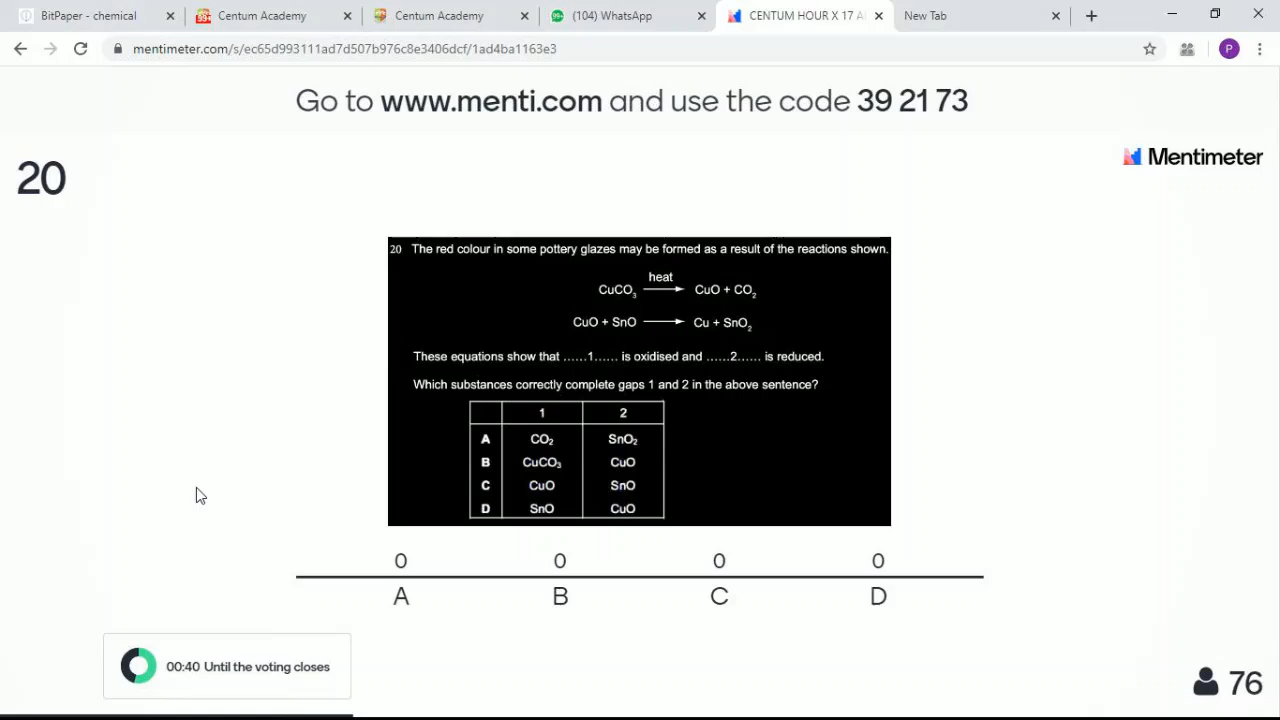 BitPaper - chemical
Centum Academy
Centum Academy
(104) WhatsApp
CENTUM HOUR X 17 A
New Tab
mentimeter.com/s/ec65d993111ad7d507b976c8e3406dcf/1ad4ba1163e3
P
Go to www.menti.com and use the code 39 21 73
Mentimeter
20
20 The red colour in some pottery glazes may be formed as a result of the reactions shown.
heat
CuCO₃ → CuO + CO₂
CuO + SnO → Cu + SnO₂
These equations show that ......1...... is oxidised and ......2...... is reduced.
Which substances correctly complete gaps 1 and 2 in the above sentence?
1 2
A CO₂ SnO₂
B CuCO₃ CuO
C CuO SnO
D SnO CuO
0 0 0 0
A B C D
00:40 Until the voting closes
76